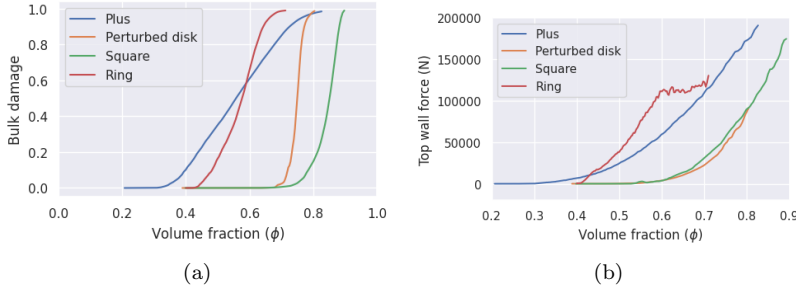 1.0
0.8
0.6
0.4
0.2
0.0
Bulk damage
Plus
Perturbed disk
Square
Ring
0.0 0.2 0.4 0.6 0.8 1.0
Volume fraction (ϕ)
(a)
200000
150000
100000
50000
0
Top wall force (N)
Plus
Perturbed disk
Square
Ring
0.2 0.3 0.4 0.5 0.6 0.7 0.8 0.9
Volume fraction (ϕ)
(b)